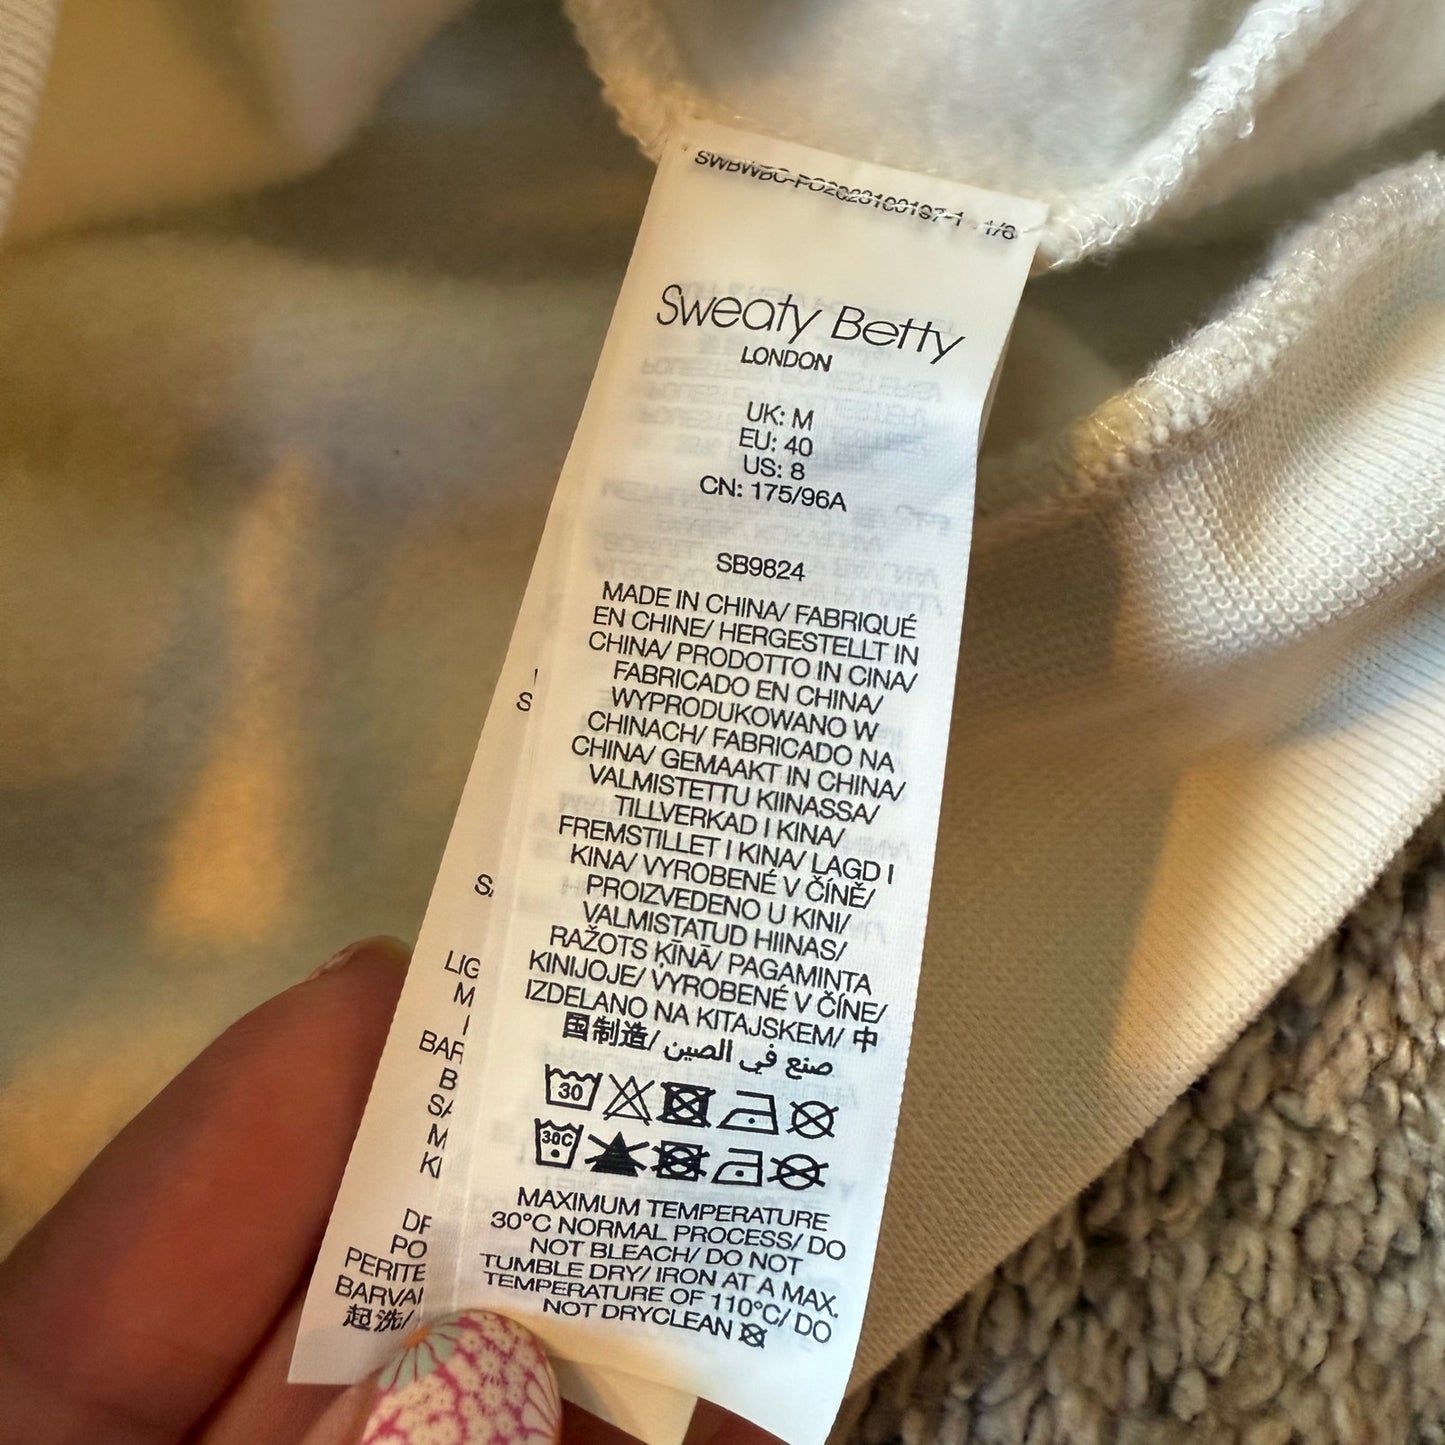 Sweaty Betty
LONDON
UK: M
EU: 40
US: 8
CN: 175/96A
SB9824
MADE IN CHINA/ FABRIQUÉ
EN CHINE/ HERGESTELLT IN
CHINA/ PRODOTTO IN CINA/
FABRICADO EN CHINA/
WYPRODUKOWANO W
CHINACH/ FABRICADO NA
CHINA/ GEMAAKT IN CHINA/
VALMISTETTU KIINASSA/
TILLVERKAD I KINA/
FREMSTILLET I KINA/ LAGD I
KINA/ VYROBENÉ V ČÍNĚ/
PROIZVEDENO U KINI/
VALMISTATUD HIINAS/
RAŽOTS ĶĪNĀ/ PAGAMINTA
KINIJOJE/ VYROBENÉ V ČÍNE/
IZDELANO NA KITAJSKEM/ 中
国制造/ صنع في الصين
30
30C
MAXIMUM TEMPERATURE
30°C NORMAL PROCESS/ DO
NOT BLEACH/ DO NOT
TUMBLE DRY/ IRON AT A MAX.
TEMPERATURE OF 110°C/ DO
NOT DRYCLEAN